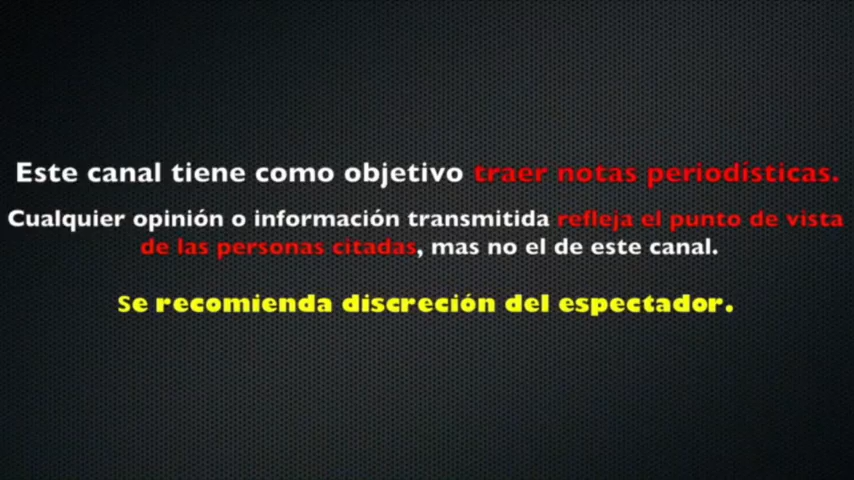 Este canal tiene como objetivo traer notas periodísticas.
Cualquier opinión o información transmitida refleja el punto de vista
de las personas citadas, mas no el de este canal.
Se recomienda discreción del espectador.